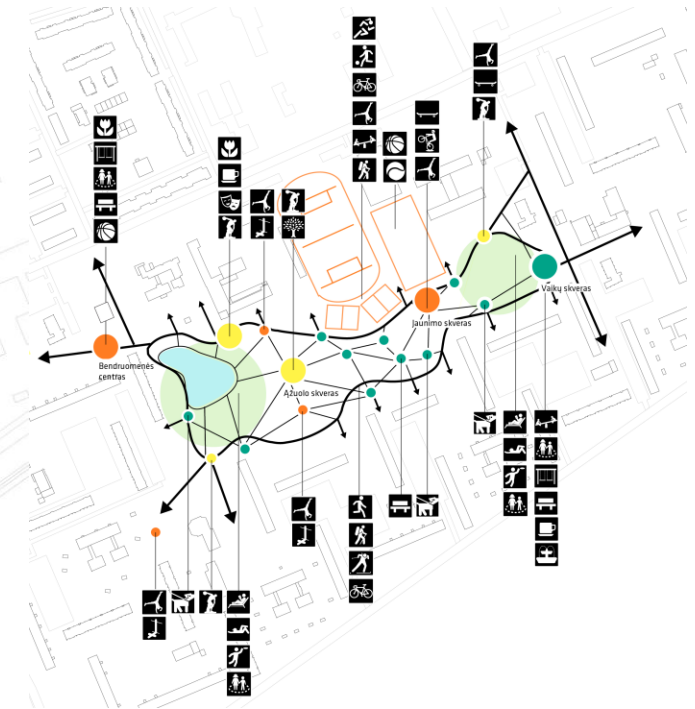 Vaikų skveras
Jaunimo skveras
Bendruomenės
centras
Ąžuolo skveras